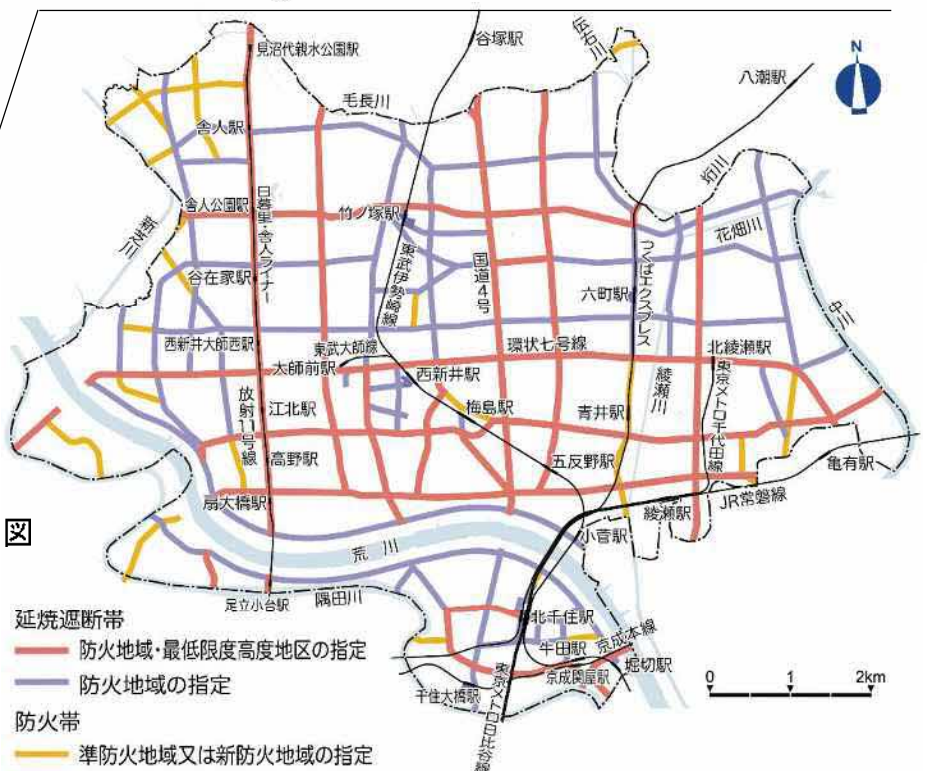 見沼代親水公園駅
谷塚駅
伝右川
八潮駅
N
毛長川
舎人駅
垳川
舎人公園駅
日暮里・舎人ライナー
竹ノ塚駅
東武伊勢崎線
国道4号
つくばエクスプレス
花畑川
新芝川
谷在家駅
六町駅
中川
西新井大師西駅
東武大師線
環状七号線
北綾瀬駅
大師前駅
西新井駅
綾瀬川
東京メトロ千代田線
放射11号線
江北駅
梅島駅
青井駅
高野駅
五反野駅
亀有駅
扇大橋駅
綾瀬駅
JR常磐線
小菅駅
図
荒川
足立小台駅
隅田川
北千住駅
牛田駅
京成本線
堀切駅
京成関屋駅
千住大橋駅
東京メトロ日比谷線
延焼遮断帯
防火地域・最低限度高度地区の指定
防火地域の指定
防火帯
準防火地域又は新防火地域の指定
0 1 2km